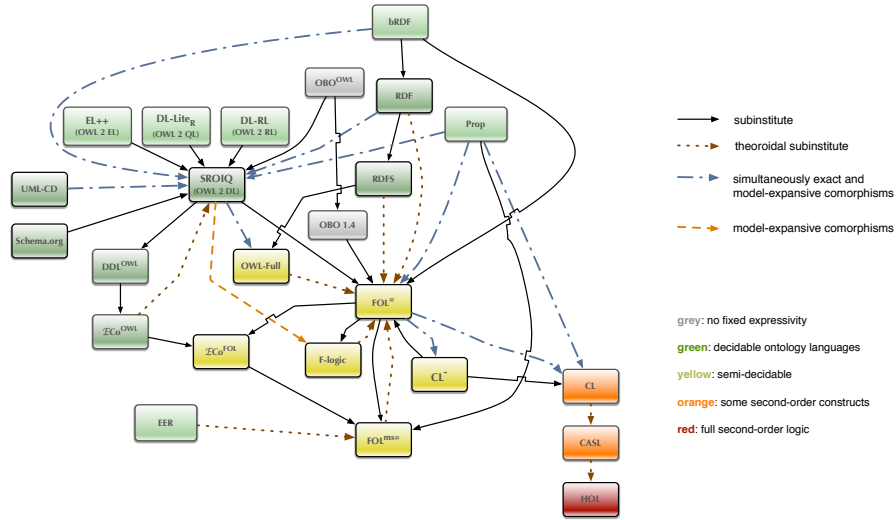 bRDF
OBO^OWL
RDF
EL++
(OWL 2 EL)
DL-Lite_R
(OWL 2 QL)
DL-RL
(OWL 2 RL)
Prop
subinstitute
theoroidal subinstitute
simultaneously exact and
model-expansive comorphisms
model-expansive comorphisms
SROIQ
(OWL 2 DL)
RDFS
UML-CD
OBO 1.4
Schema.org
DDL^OWL
OWL-Full
FOL^=
ℰCo^OWL
ℰCo^FOL
F-logic
CL^-
CL
grey: no fixed expressivity
green: decidable ontology languages
yellow: semi-decidable
orange: some second-order constructs
red: full second-order logic
EER
FOL^ms=
CASL
HOL